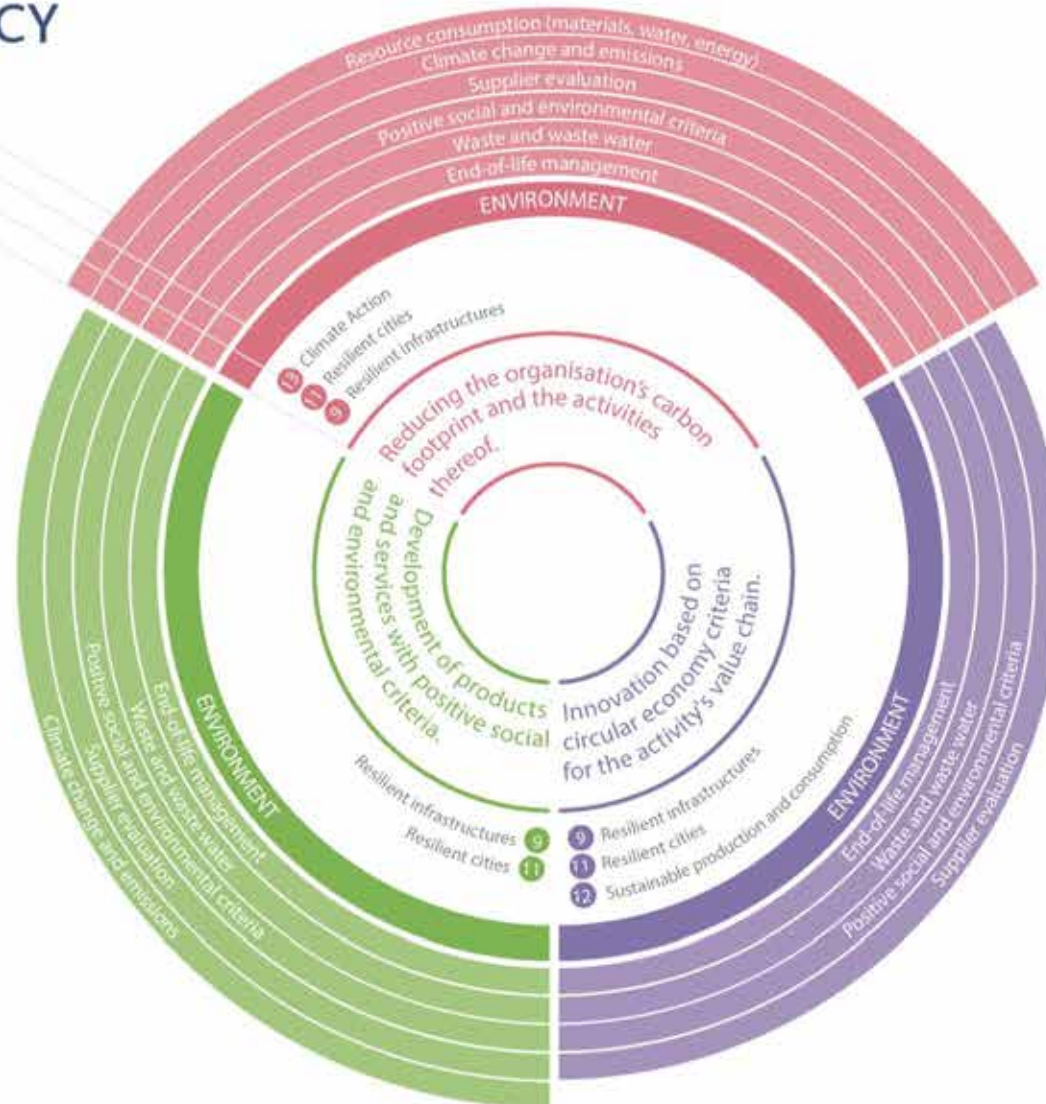 CY
Resource consumption (materials, water, energy)
Climate change and emissions
Supplier evaluation
Positive social and environmental criteria
Waste and waste water
End-of-life management
ENVIRONMENT
13 Climate Action
11 Resilient cities
9 Resilient infrastructures
Reducing the organisation's carbon
footprint and the activities
thereof.
Development of products
and services with positive social
and environmental criteria.
Resilient infrastructures 9
Resilient cities 11
ENVIRONMENT
End-of-life management
Waste and waste water
Positive social and environmental criteria
Supplier evaluation
Climate change and emissions
Innovation based on
circular economy criteria
for the activity's value chain.
9 Resilient infrastructures
11 Resilient cities
12 Sustainable production and consumption
ENVIRONMENT
End-of-life management
Waste and waste water
Positive social and environmental criteria
Supplier evaluation